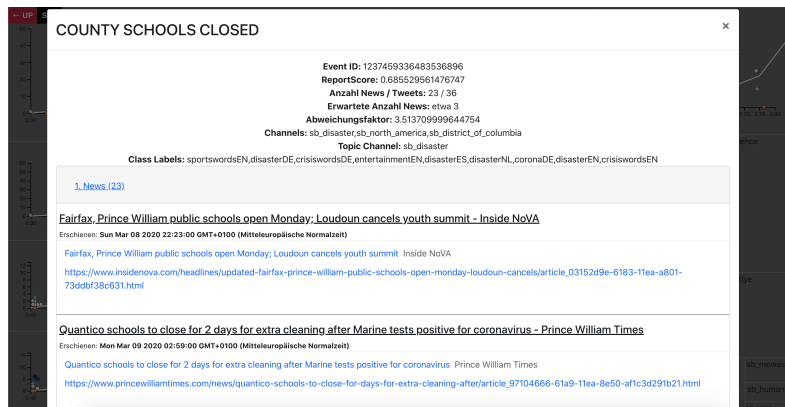 ← UP S
COUNTY SCHOOLS CLOSED
×
Event ID: 1237459336483536896
ReportScore: 0.685529561476747
Anzahl News / Tweets: 23 / 36
Erwartete Anzahl News: etwa 3
Abweichungsfaktor: 3.513709999644754
Channels: sb_disaster,sb_north_america,sb_district_of_columbia
Topic Channel: sb_disaster
Class Labels: sportswordsEN,disasterDE,crisiswordsDE,entertainmentEN,disasterES,disasterNL,coronaDE,disasterEN,crisiswordsEN
1. News (23)
Fairfax, Prince William public schools open Monday; Loudoun cancels youth summit - Inside NoVA
Erschienen: Sun Mar 08 2020 22:23:00 GMT+0100 (Mitteleuropäische Normalzeit)
Fairfax, Prince William public schools open Monday; Loudoun cancels youth summit Inside NoVA
https://www.insidenova.com/headlines/updated-fairfax-prince-william-public-schools-open-monday-loudoun-cancels/article_03152d9e-6183-11ea-a801-
73ddbf38c631.html
Quantico schools to close for 2 days for extra cleaning after Marine tests positive for coronavirus - Prince William Times
Erschienen: Mon Mar 09 2020 02:59:00 GMT+0100 (Mitteleuropäische Normalzeit)
Quantico schools to close for 2 days for extra cleaning after Marine tests positive for coronavirus Prince William Times
https://www.princewilliamtimes.com/news/quantico-schools-to-close-for-days-for-extra-cleaning-after/article_97104666-61a9-11ea-8e50-af1c3d291b21.html